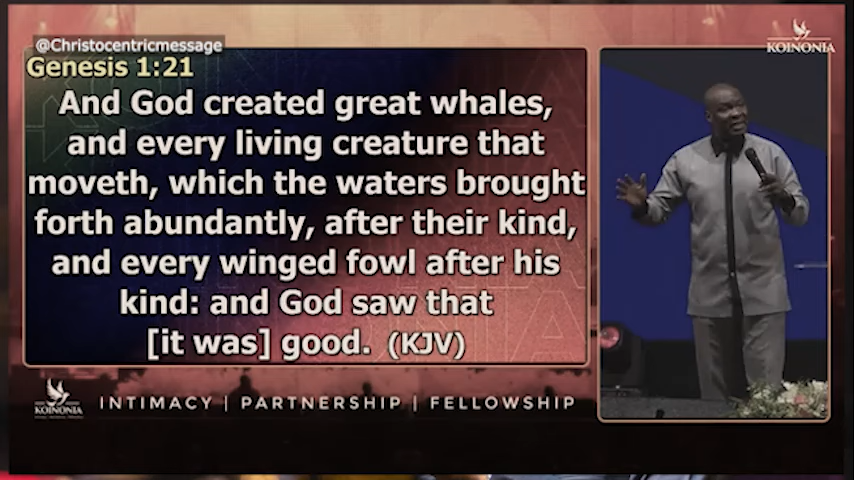 @Christocentricmessage
KOINONIA
Genesis 1:21
And God created great whales,
and every living creature that
moveth, which the waters brought
forth abundantly, after their kind,
and every winged fowl after his
kind: and God saw that
[it was] good. (KJV)
KOINONIA
INTIMACY | PARTNERSHIP | FELLOWSHIP